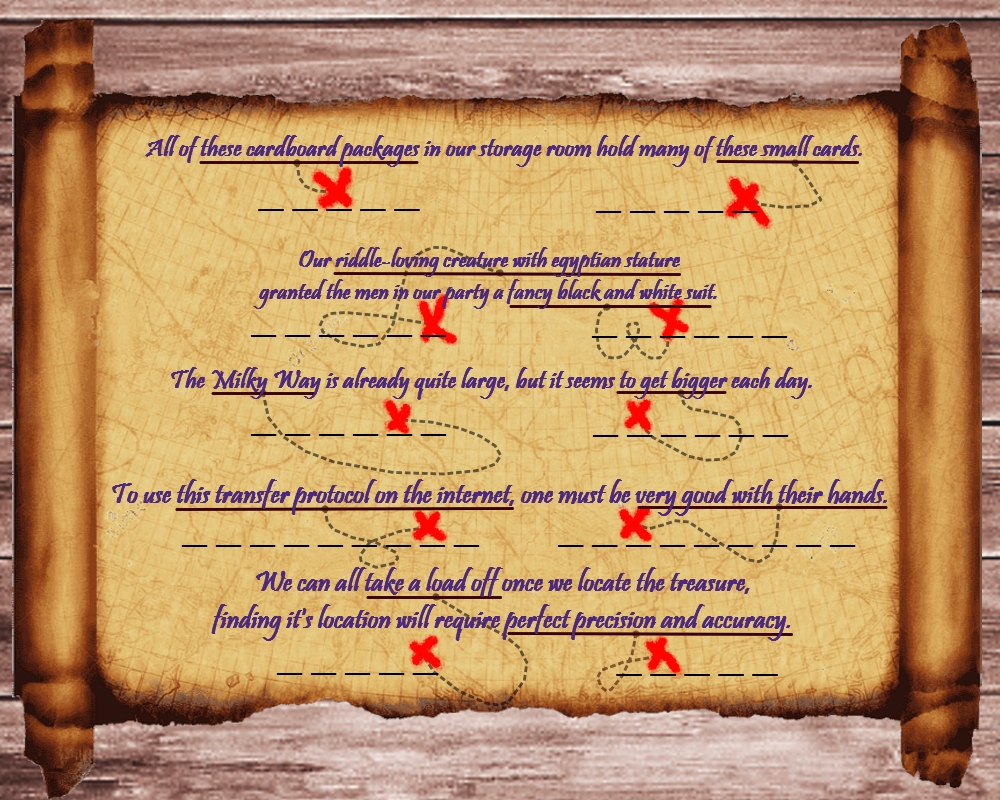 All of these cardboard packages in our storage room hold many of these small cards.
Our riddle-loving creature with egyptian stature
granted the men in our party a fancy black and white suit.
The Milky Way is already quite large, but it seems to get bigger each day.
To use this transfer protocol on the internet, one must be very good with their hands.
We can all take a load off once we locate the treasure,
finding it's location will require perfect precision and accuracy.